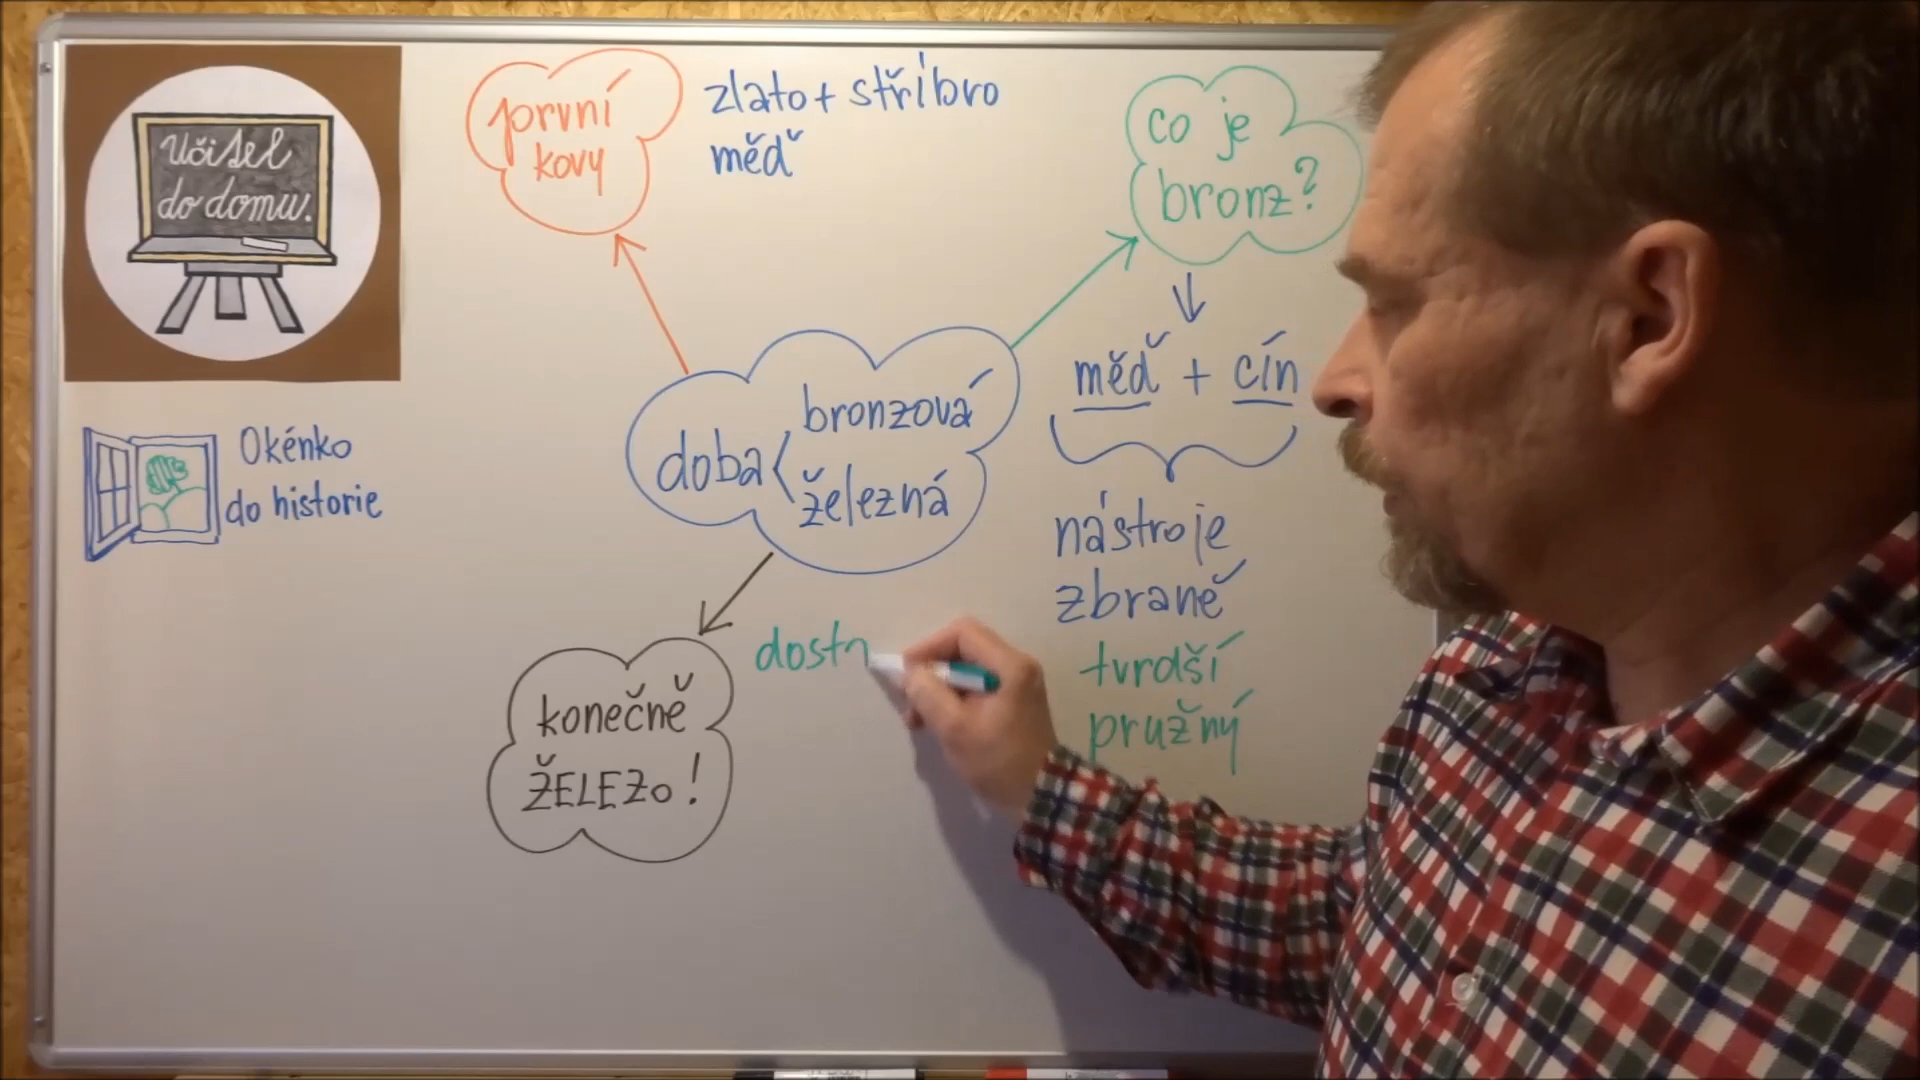 Učitel
do domu.
Okénko
do historie
první
kovy
zlato + stříbro
měď
co je
bronz?
měď + cín
nástroje
zbraně
tvrdší
pružný
doba
bronzová
železná
konečně
ŽELEZO!